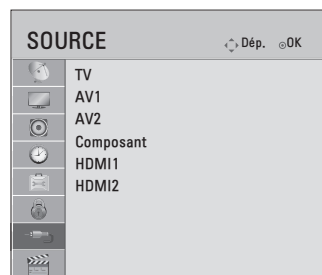 SOURCE Dép. OK
TV
AV1
AV2
Composant
HDMI1
HDMI2